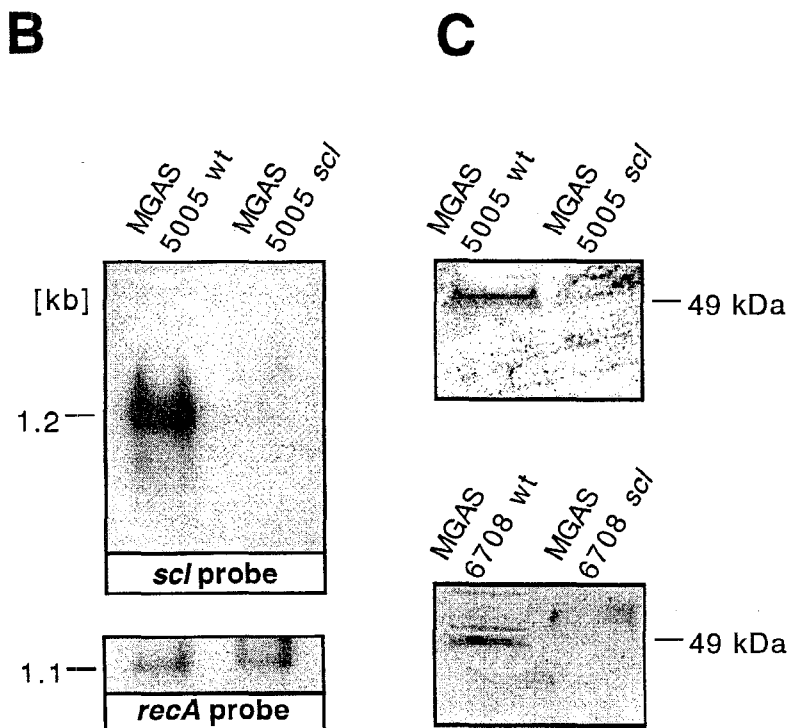 B
MGAS
5005 wt
MGAS
5005 scl
[kb]
1.2
scl probe
1.1
recA probe
C
MGAS
5005 wt
MGAS
5005 scl
49 kDa
MGAS
6708 wt
MGAS
6708 scl
49 kDa